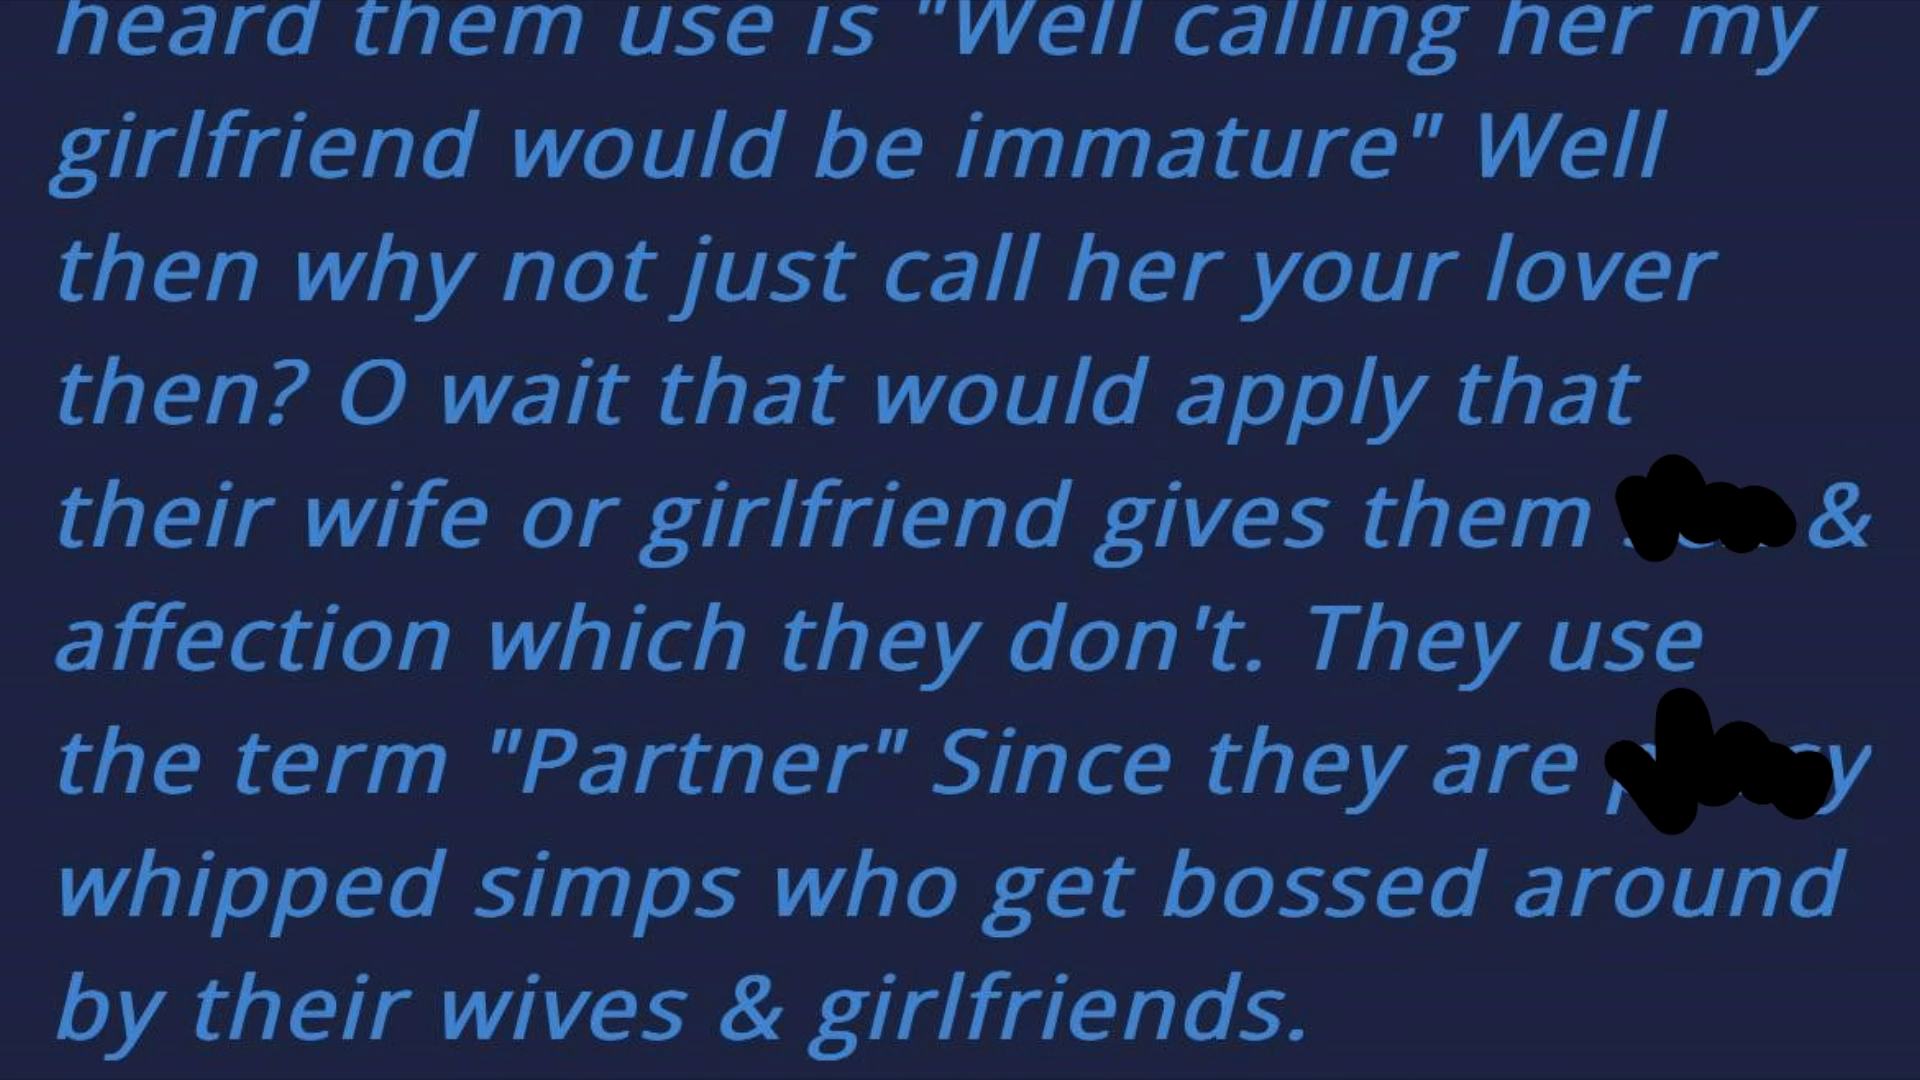 heard them use is "Well calling her my
girlfriend would be immature" Well
then why not just call her your lover
then? O wait that would apply that
their wife or girlfriend gives them &
affection which they don't. They use
the term "Partner" Since they are
whipped simps who get bossed around
by their wives & girlfriends.